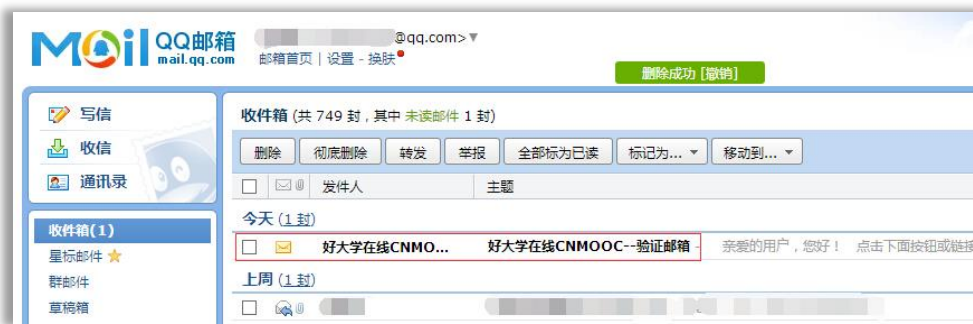 Mail QQ邮箱
mail.qq.com
@qq.com>
邮箱首页 | 设置 - 换肤
删除成功 [撤销]
写信
收信
通讯录
收件箱 (共 749 封,其中 未读邮件 1 封)
删除 彻底删除 转发 举报 全部标为已读 标记为... 移动到...
发件人 主题
今天 (1 封)
好大学在线CNMO... 好大学在线CNMOOC--验证邮箱 - 亲爱的用户,您好! 点击下面按钮或链接
上周 (1 封)
收件箱(1)
星标邮件
群邮件
草稿箱